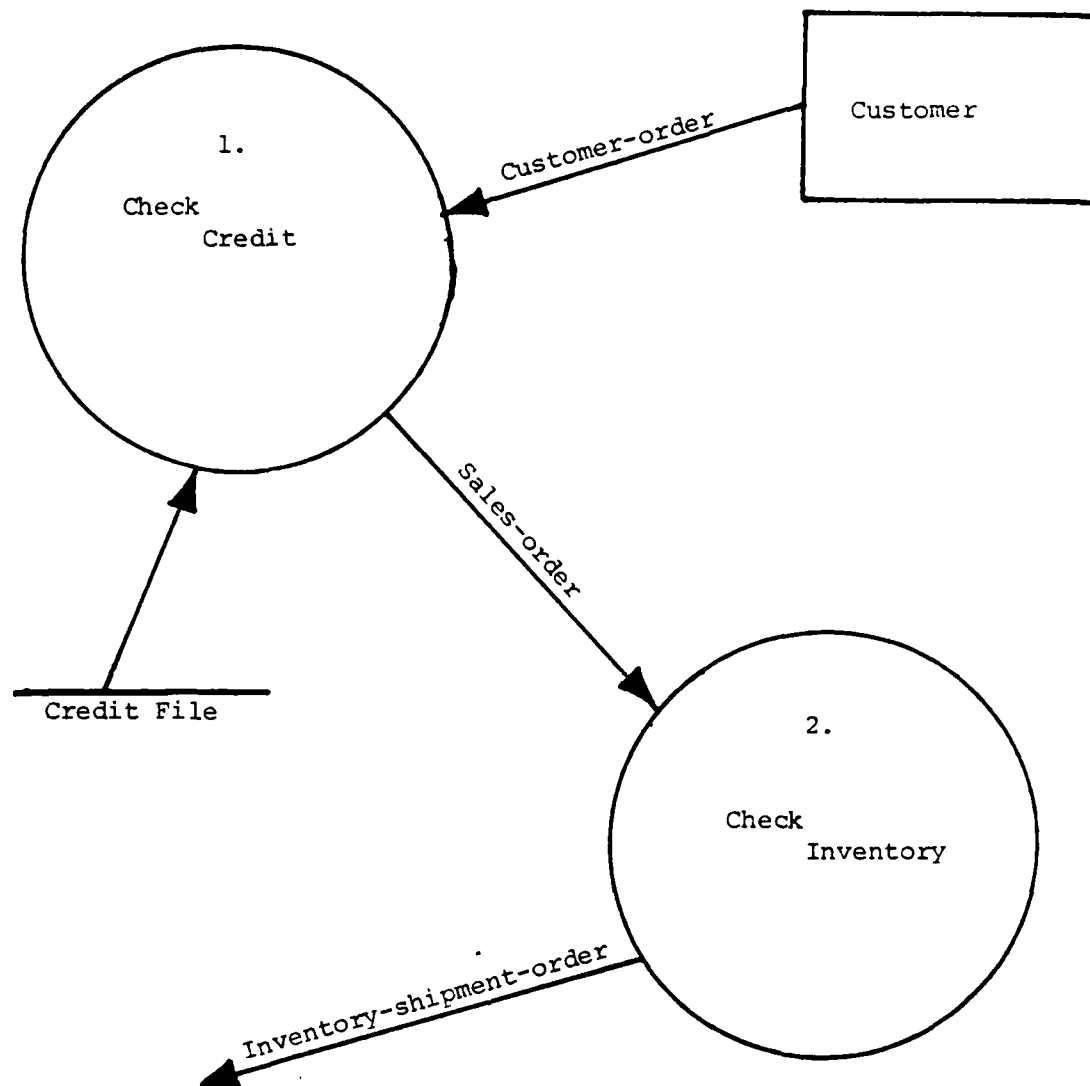 1.
Check
Credit
Customer-order
Customer
Sales-order
Credit File
2.
Check
Inventory
Inventory-shipment-order